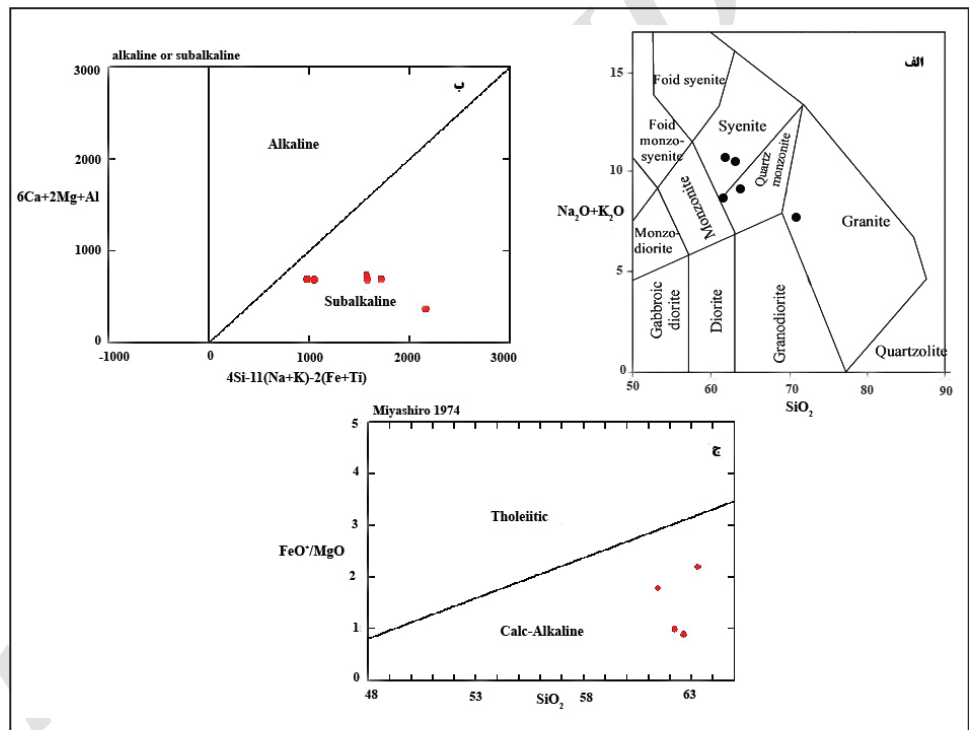 alkaline or subalkaline
3000
2000
1000
0
-1000
0
1000
2000
3000
6Ca+2Mg+Al
4Si-11(Na+K)-2(Fe+Ti)
Alkaline
Subalkaline
ب
الف
15
10
5
0
Na₂O+K₂O
50
60
70
80
90
SiO₂
Foid syenite
Foid
monzo-
syenite
Syenite
Quartz
monzonite
Monzonite
Monzo-
diorite
Granite
Gabbroic
diorite
Diorite
Granodiorite
Quartzolite
Miyashiro 1974
5
4
3
2
1
0
FeO*/MgO
48
53
58
63
SiO₂
Tholeiitic
Calc-Alkaline
ج